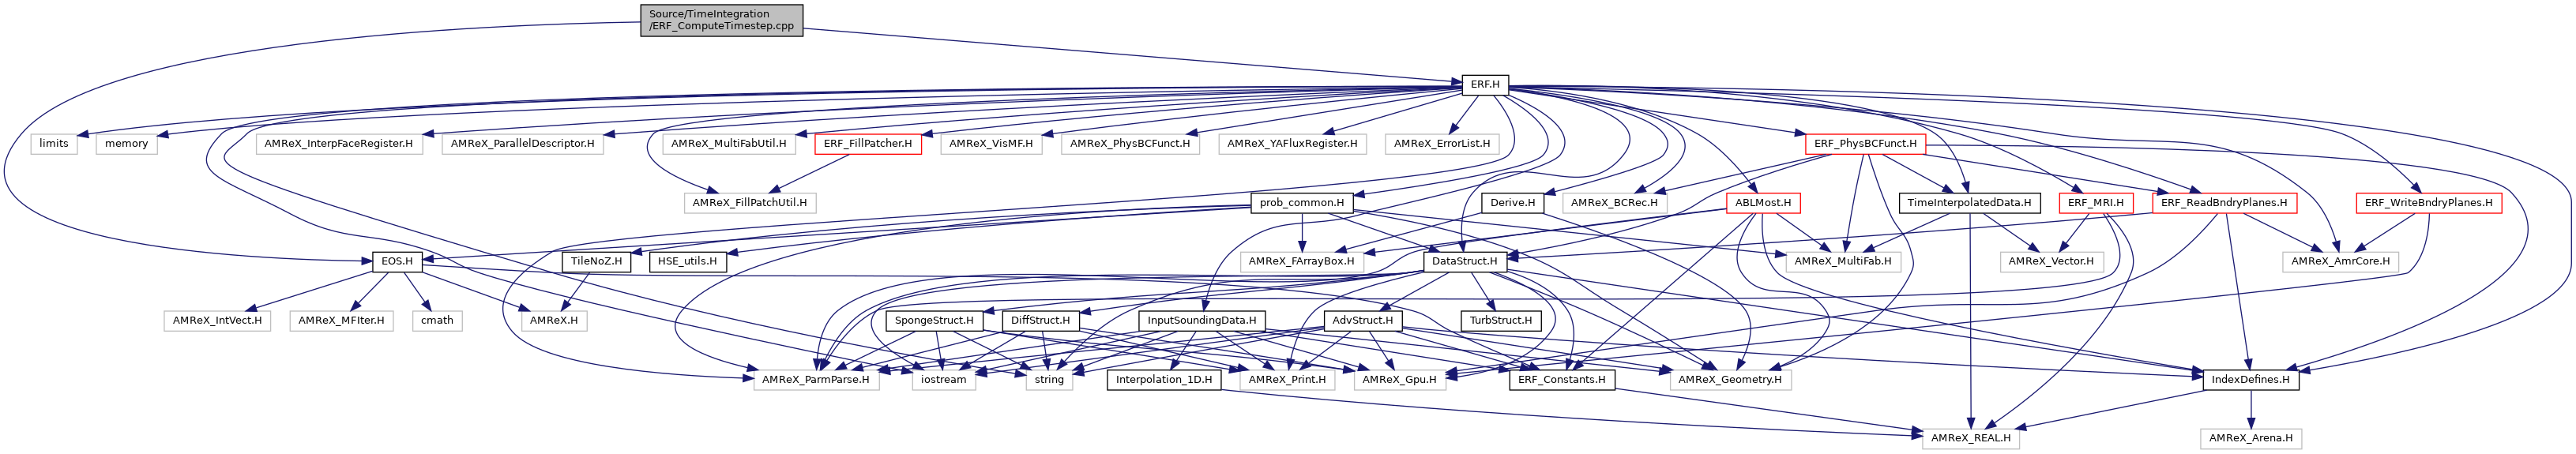 Source/TimeIntegration
/ERF_ComputeTimestep.cpp
ERF.H
limits
memory
AMReX_InterpFaceRegister.H
AMReX_ParallelDescriptor.H
AMReX_MultiFabUtil.H
ERF_FillPatcher.H
AMReX_VisMF.H
AMReX_PhysBCFunct.H
AMReX_YAFluxRegister.H
AMReX_ErrorList.H
ERF_PhysBCFunct.H
AMReX_FillPatchUtil.H
prob_common.H
Derive.H
AMReX_BCRec.H
ABLMost.H
TimeInterpolatedData.H
ERF_MRI.H
ERF_ReadBndryPlanes.H
ERF_WriteBndryPlanes.H
EOS.H
TileNoZ.H
HSE_utils.H
AMReX_FArrayBox.H
DataStruct.H
AMReX_MultiFab.H
AMReX_Vector.H
AMReX_AmrCore.H
AMReX_IntVect.H
AMReX_MFIter.H
cmath
AMReX.H
SpongeStruct.H
DiffStruct.H
InputSoundingData.H
AdvStruct.H
TurbStruct.H
AMReX_ParmParse.H
iostream
string
Interpolation_1D.H
AMReX_Print.H
AMReX_Gpu.H
ERF_Constants.H
AMReX_Geometry.H
IndexDefines.H
AMReX_REAL.H
AMReX_Arena.H